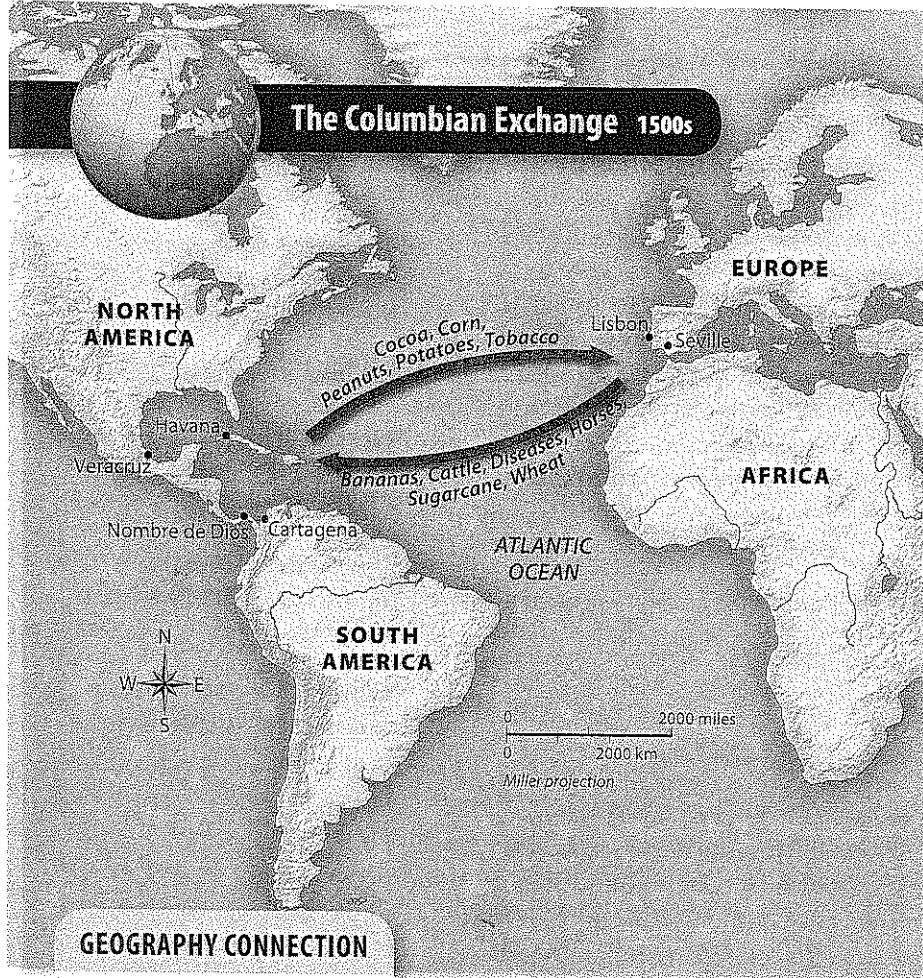 The Columbian Exchange 1500s
EUROPE
NORTH
AMERICA
Cocoa, Corn,
Peanuts, Potatoes, Tobacco
Lisbon
Seville
Havana
Veracruz
Bananas, Cattle, Diseases, Horses,
Sugarcane, Wheat
AFRICA
Nombre de Dios
Cartagena
ATLANTIC
OCEAN
SOUTH
AMERICA
N
W E
S
0 2000 miles
0 2000 km
Miller projection
GEOGRAPHY CONNECTION